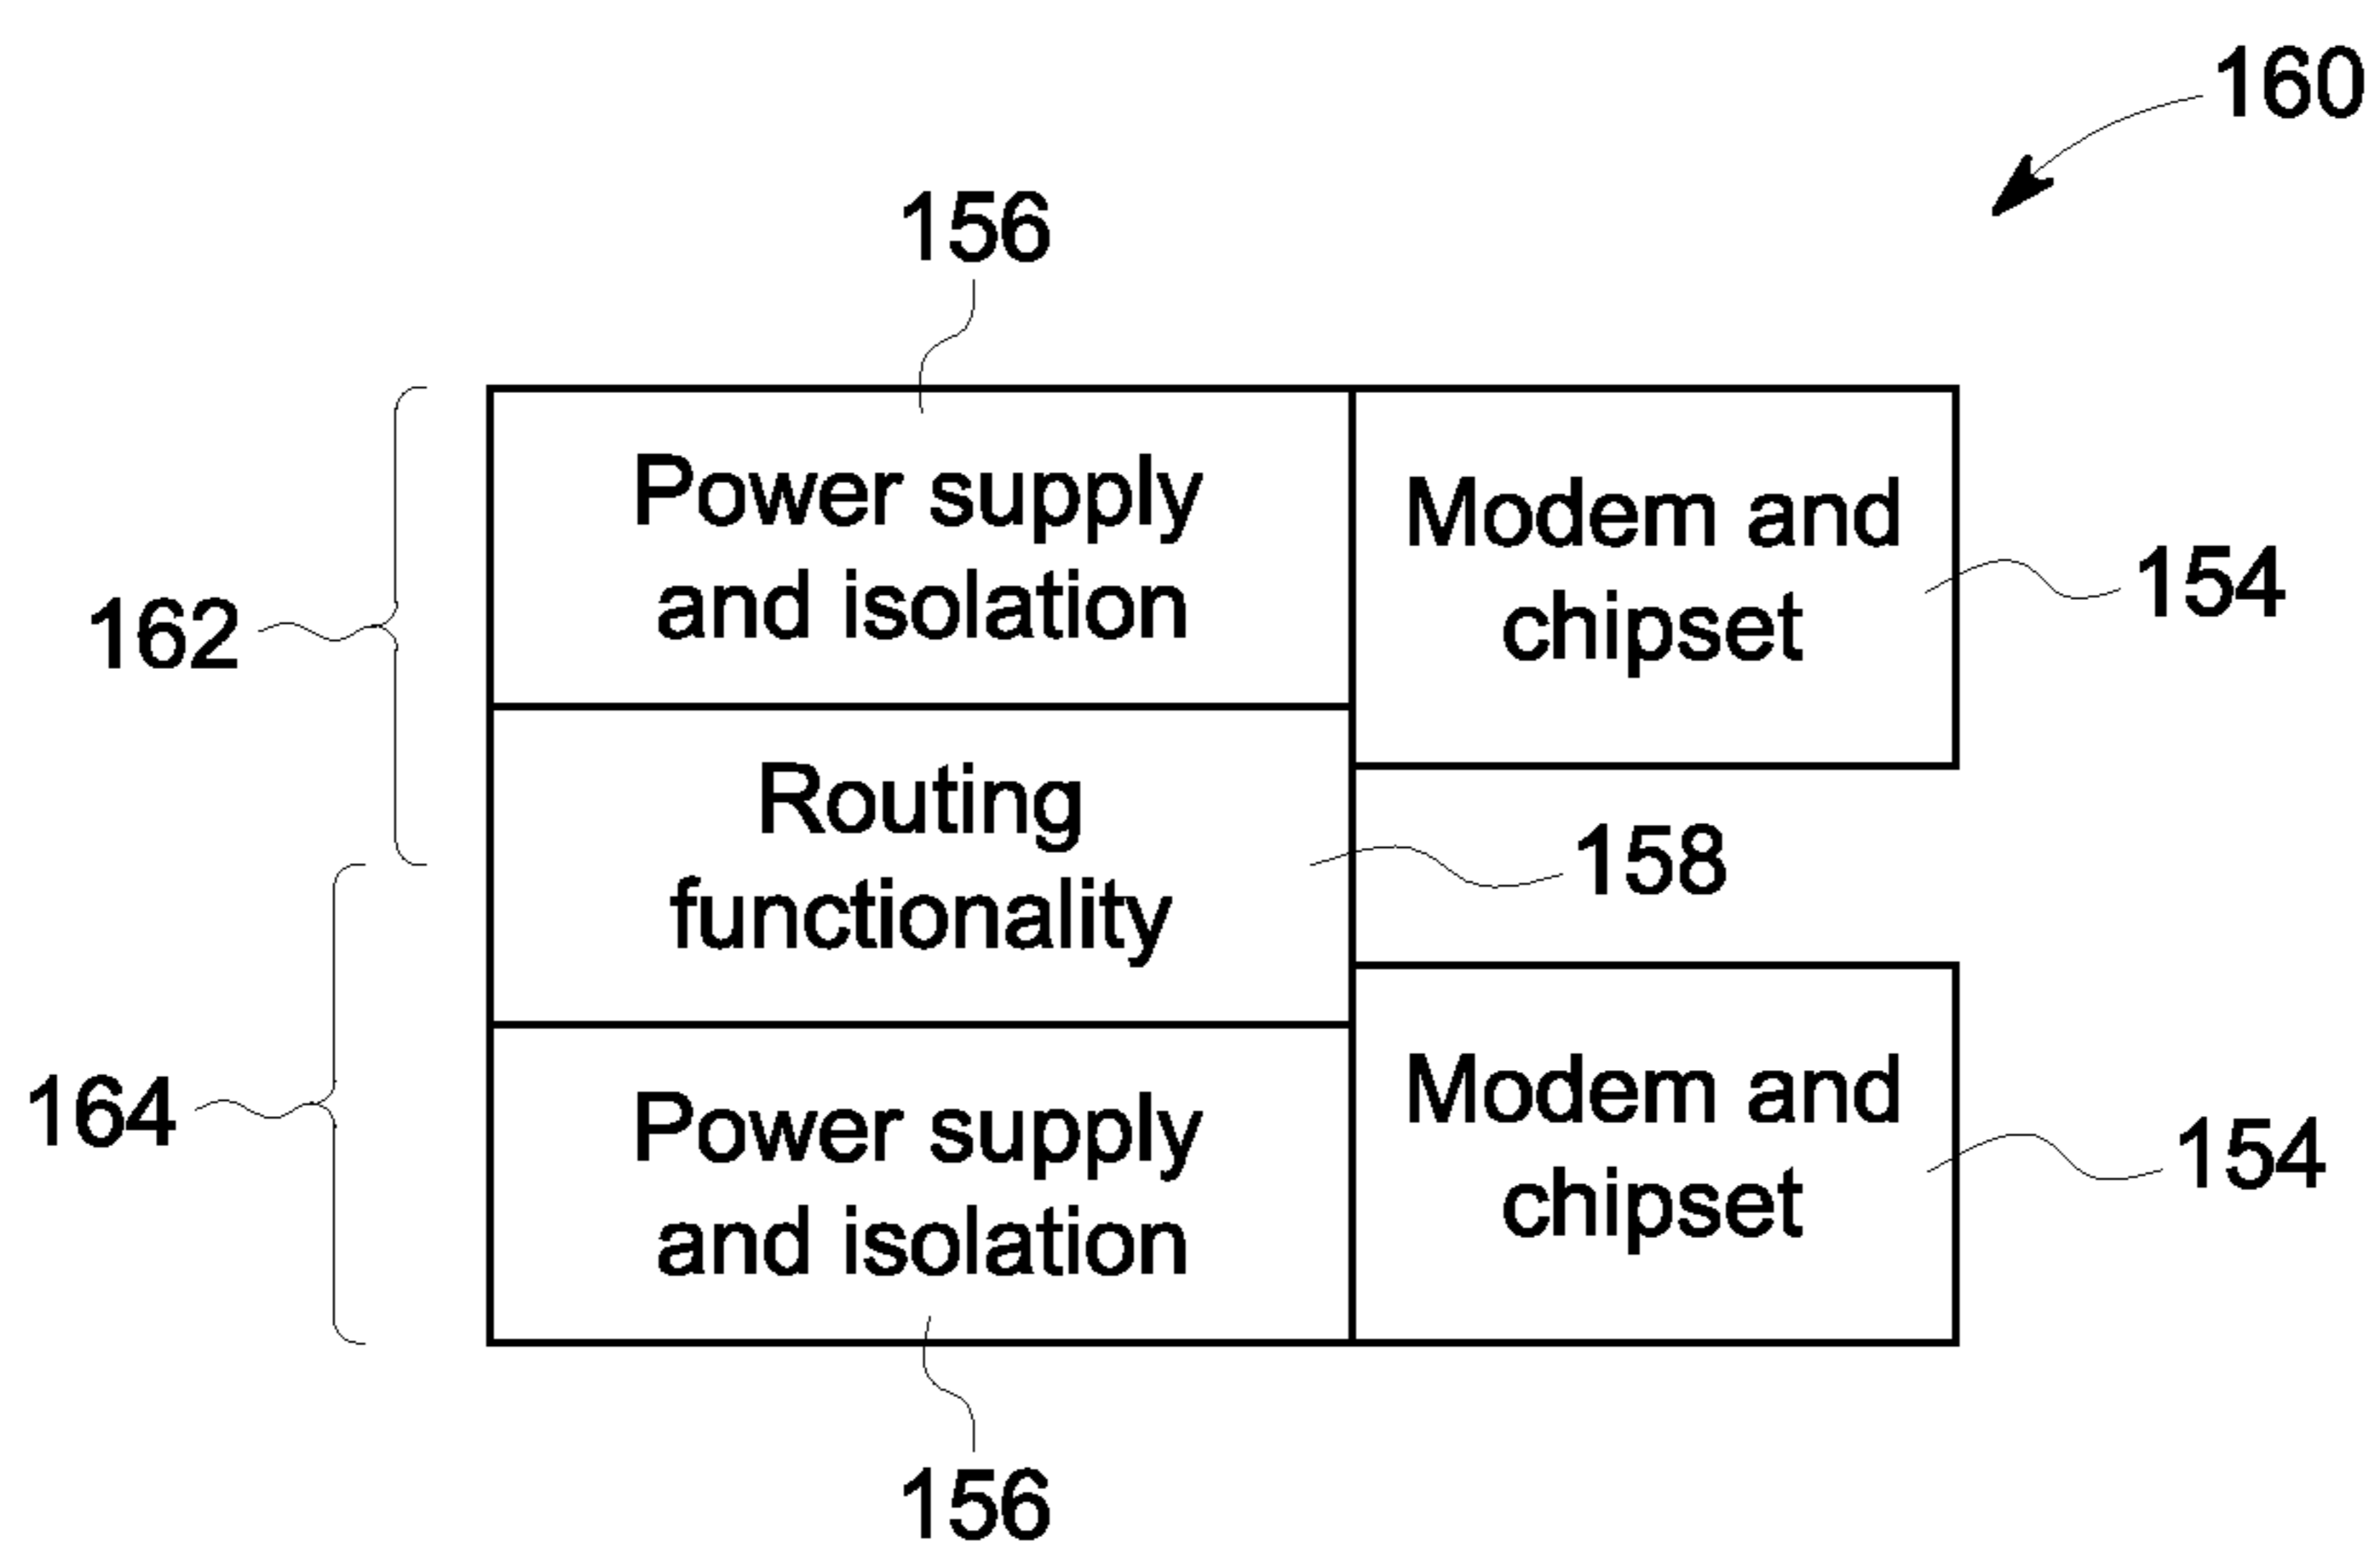 160
156
Power supply
and isolation
Modem and
chipset
154
162
Routing
functionality
158
164
Power supply
and isolation
Modem and
chipset
154
156